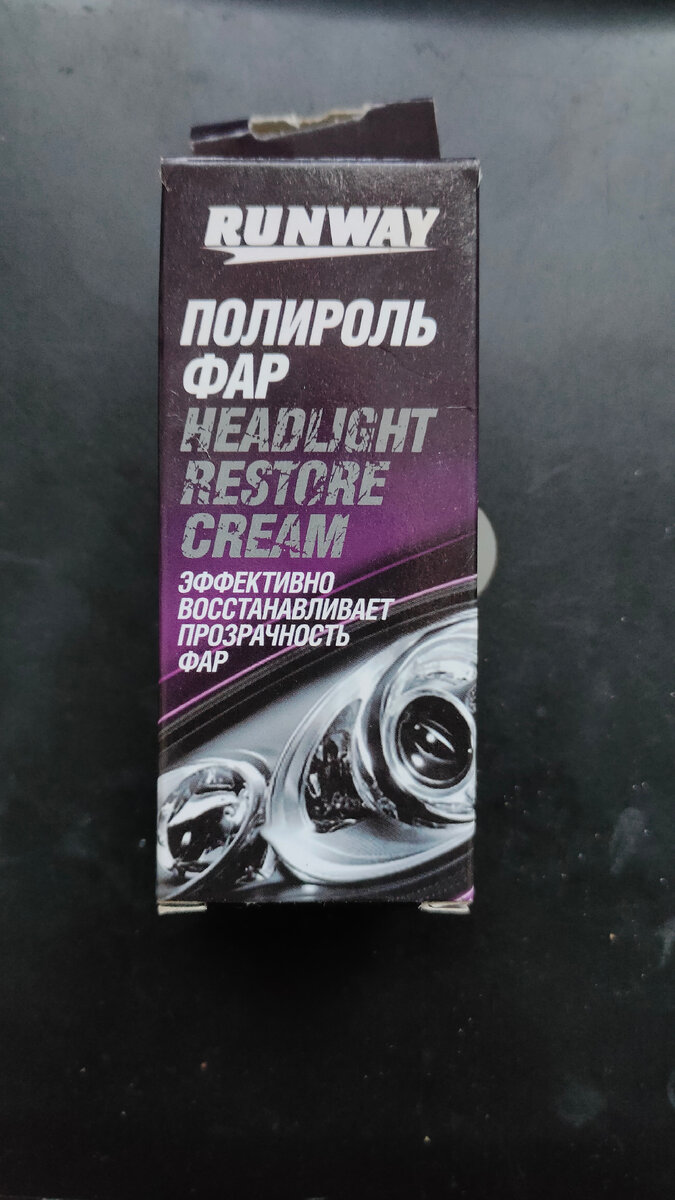 RUNWAY
ПОЛИРОЛЬ
ФАР
HEADLIGHT
RESTORE
CREAM
ЭФФЕКТИВНО
ВОССТАНАВЛИВАЕТ
ПРОЗРАЧНОСТЬ
ФАР